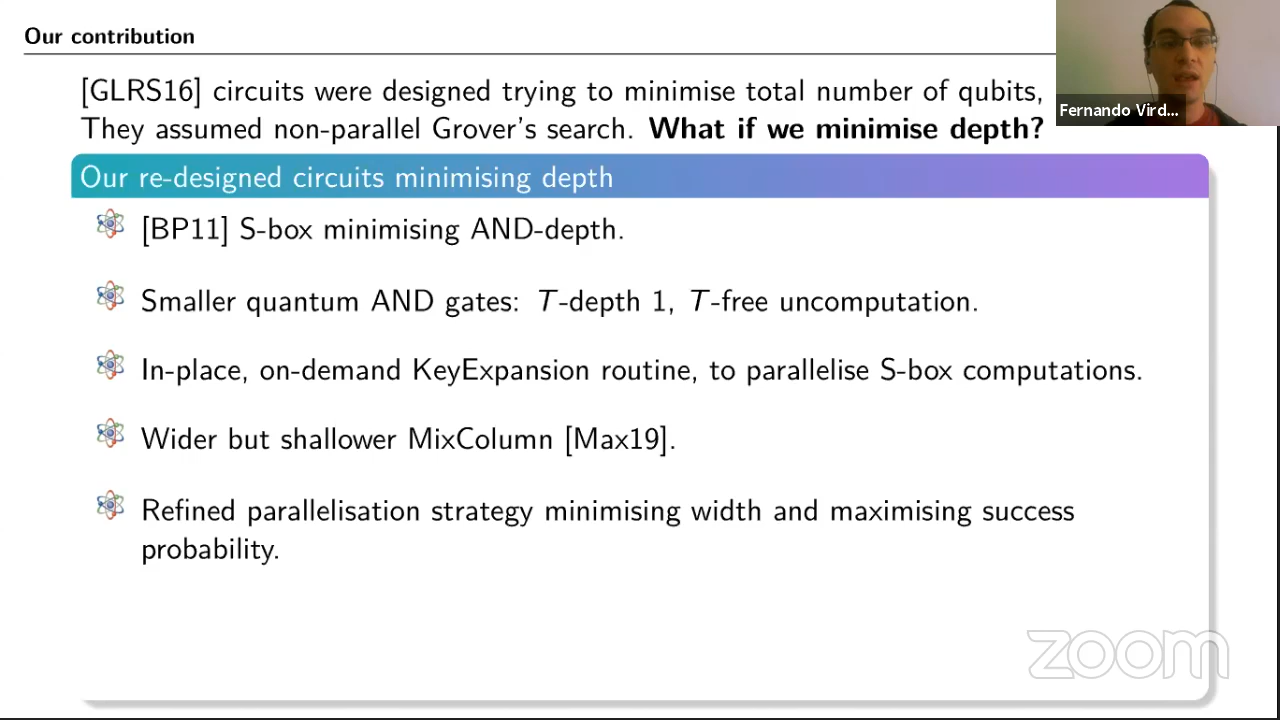 Our contribution
[GLRS16] circuits were designed trying to minimise total number of qubits,
They assumed non-parallel Grover's search. What if we minimise depth?
Fernando Vird...
Our re-designed circuits minimising depth
[BP11] S-box minimising AND-depth.
Smaller quantum AND gates: T-depth 1, T-free uncomputation.
In-place, on-demand KeyExpansion routine, to parallelise S-box computations.
Wider but shallower MixColumn [Max19].
Refined parallelisation strategy minimising width and maximising success
probability.
zoom